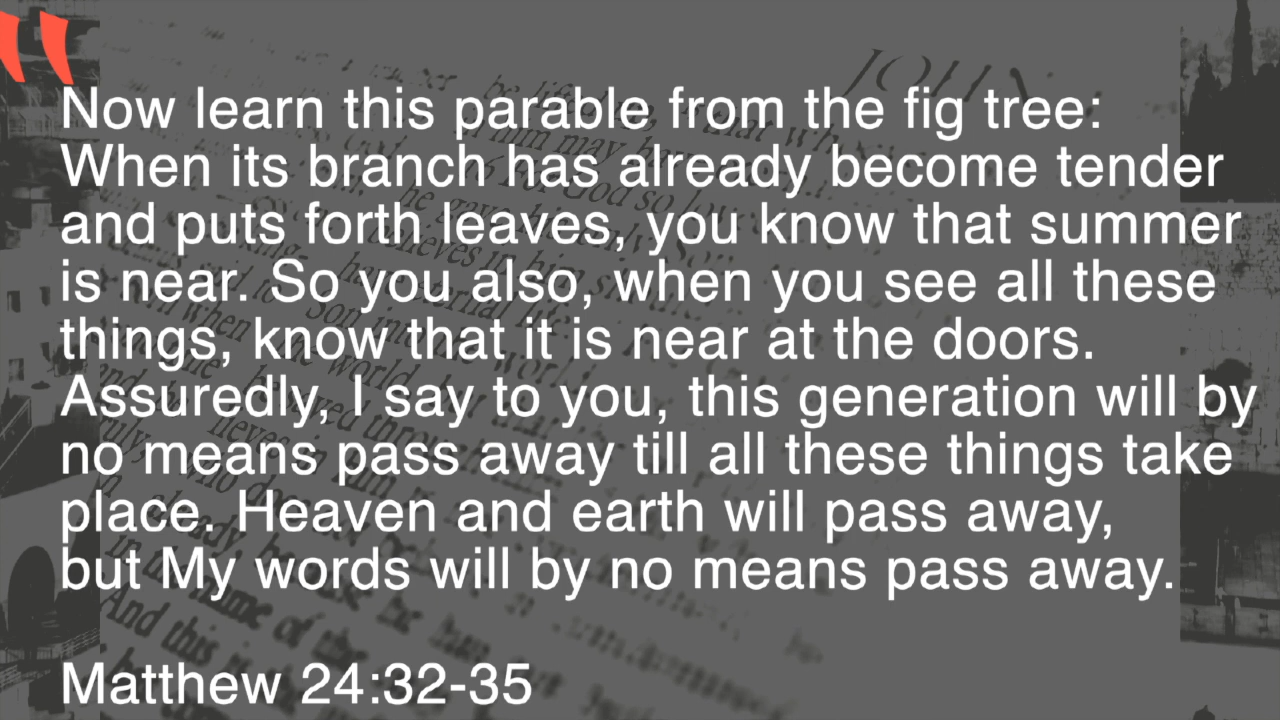 Now learn this parable from the fig tree:
When its branch has already become tender
and puts forth leaves, you know that summer
is near. So you also, when you see all these
things, know that it is near at the doors.
Assuredly, I say to you, this generation will by
no means pass away till all these things take
place. Heaven and earth will pass away,
but My words will by no means pass away.
Matthew 24:32-35
JOHN